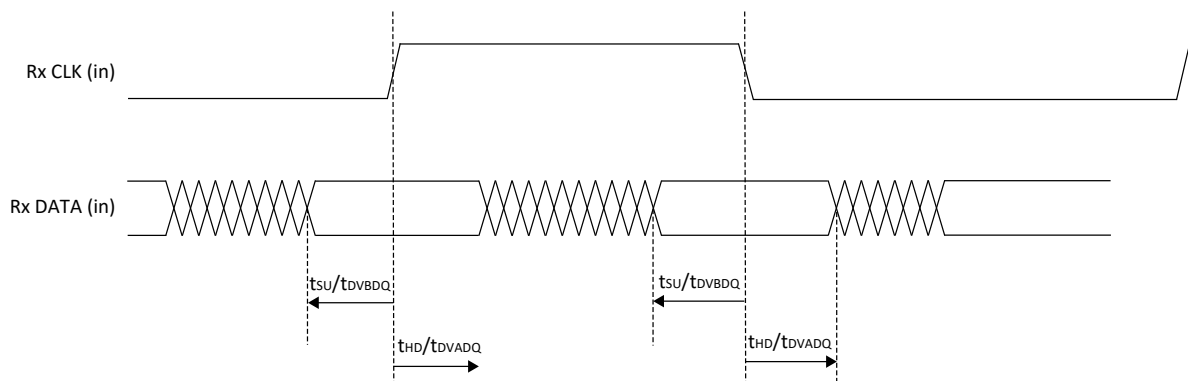 Rx CLK (in)
Rx DATA (in)
tSU/tDVBDQ
tSU/tDVBDQ
tHD/tDVADQ
tHD/tDVADQ